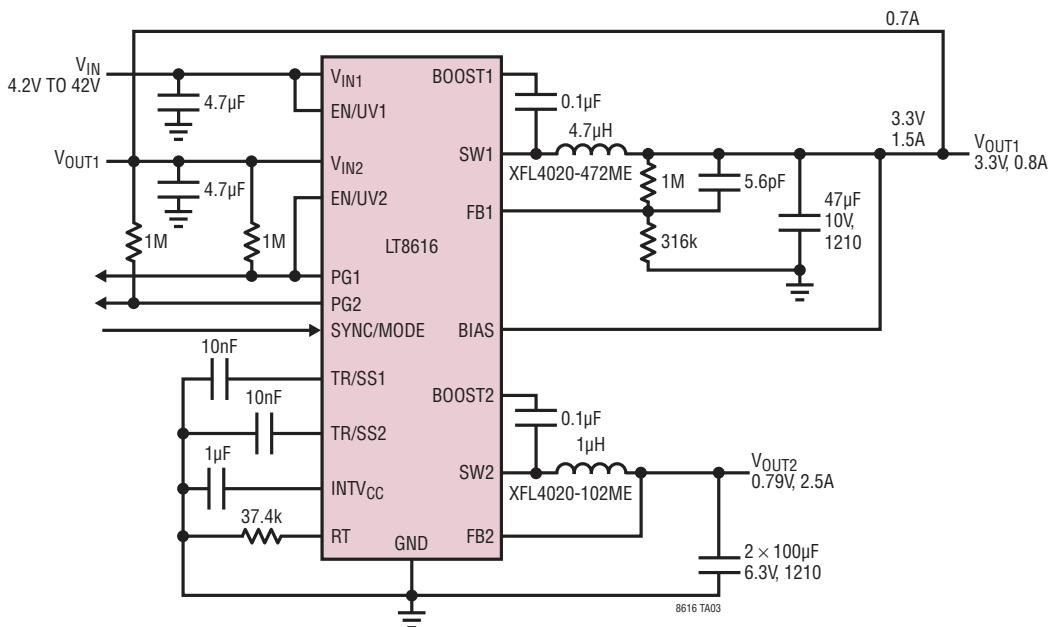 0.7A
VIN
4.2V TO 42V
4.7µF
VOUT1
4.7µF
1M
1M
VIN1
EN/UV1
VIN2
EN/UV2
LT8616
PG1
PG2
SYNC/MODE
10nF
TR/SS1
10nF
TR/SS2
1µF
INTVCC
37.4k
RT
GND
BOOST1
0.1µF
4.7µH
SW1
XFL4020-472ME
1M
5.6pF
FB1
316k
47µF
10V,
1210
3.3V
1.5A
VOUT1
3.3V, 0.8A
BIAS
BOOST2
0.1µF
1µH
SW2
XFL4020-102ME
FB2
VOUT2
0.79V, 2.5A
2 × 100µF
6.3V, 1210
8616 TA03